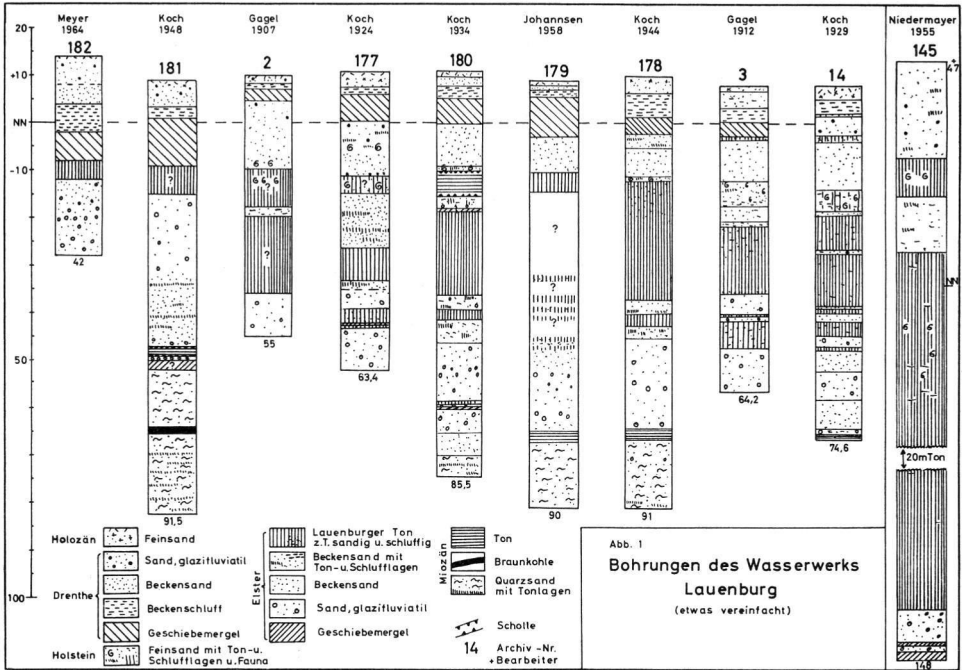 Meyer
1964
182
42
Koch
1948
181
?
?
91,5
Gagel
1907
2
?
?
55
Koch
1924
177
?
63,4
Koch
1934
180
85,5
Johannsen
1958
179
?
?
?
90
Koch
1944
178
91
Gagel
1912
3
64,2
Koch
1929
14
74,6
Niedermayer
1955
145
+
47
NN
20mTon
148
20
+10
NN
-10
50
100
Holozän
Feinsand
Drenthe
Sand, glazifluviatil
Beckensand
Beckenschluff
Geschiebemergel
Holstein
Feinsand mit Ton-u.
Schlufflagen u. Fauna
Elster
Lauenburger Ton
z.T. sandig u. schluffig
Beckensand mit
Ton-u. Schlufflagen
Beckensand
Sand, glazifluviatil
Geschiebemergel
Miozän
Ton
Braunkohle
Quarzsand
mit Tonlagen
Scholle
14 Archiv -Nr.
+ Bearbeiter
Abb. 1
Bohrungen des Wasserwerks
Lauenburg
(etwas vereinfacht)